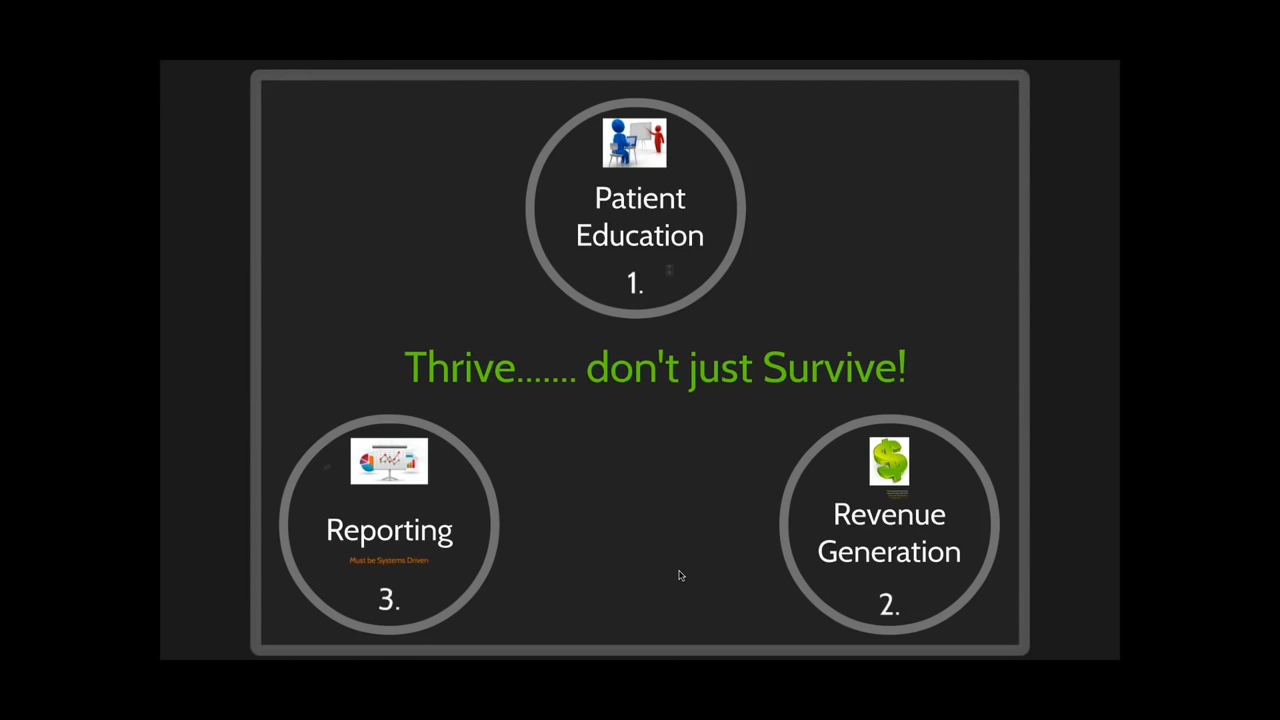 Patient
Education
1.
Thrive....... don't just Survive!
Reporting
Must be Systems Driven
3.
Revenue
Generation
2.